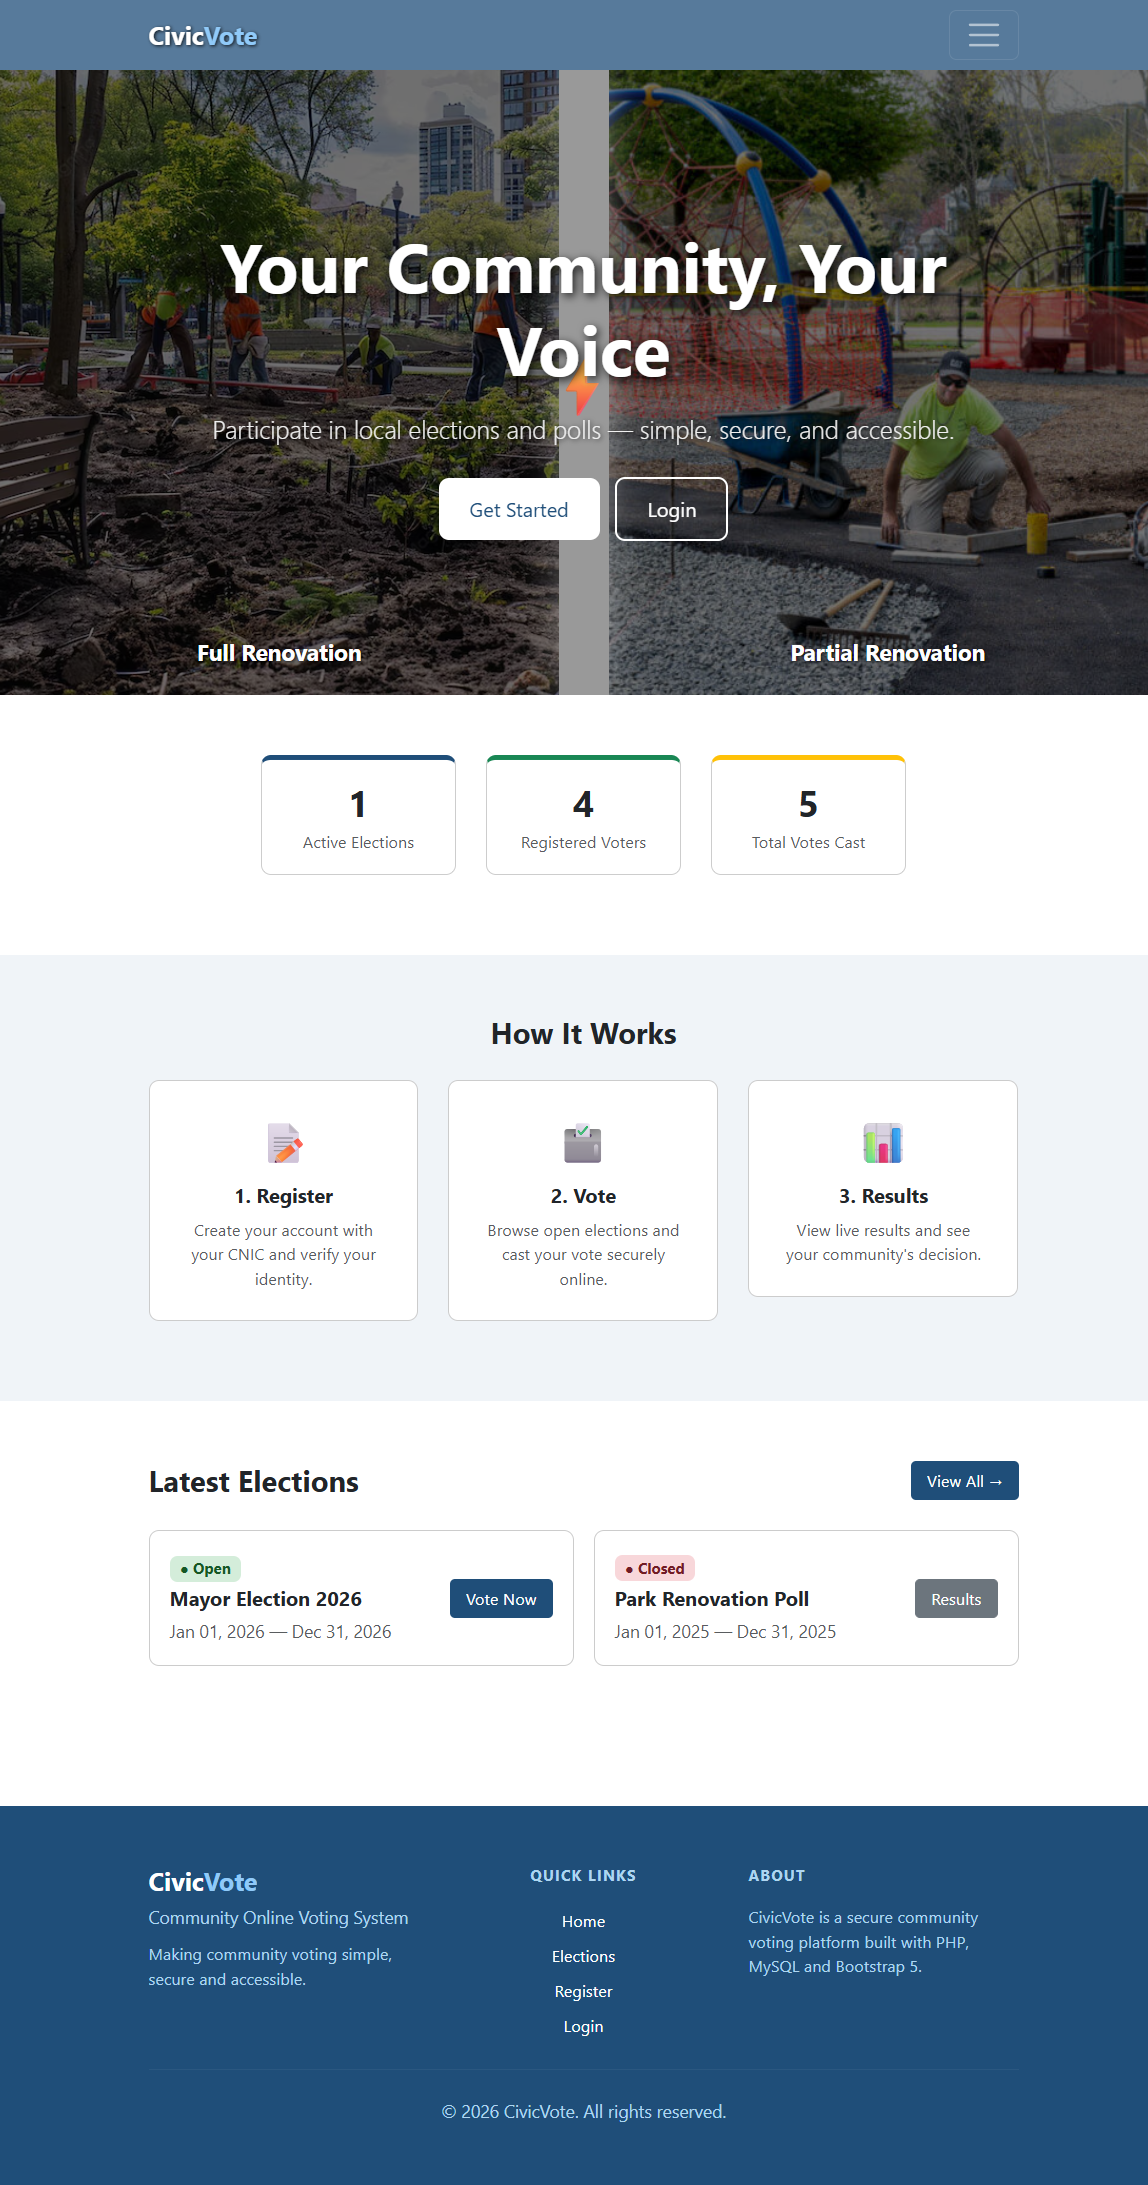 CivicVote
Your Community, Your
Voice
Participate in local elections and polls — simple, secure, and accessible.
Get Started
Login
Full Renovation
Partial Renovation
1
Active Elections
4
Registered Voters
5
Total Votes Cast
How It Works
1. Register
Create your account with
your CNIC and verify your
identity.
2. Vote
Browse open elections and
cast your vote securely
online.
3. Results
View live results and see
your community's decision.
Latest Elections
View All →
● Open
Mayor Election 2026
Jan 01, 2026 — Dec 31, 2026
Vote Now
● Closed
Park Renovation Poll
Jan 01, 2025 — Dec 31, 2025
Results
CivicVote
Community Online Voting System
Making community voting simple,
secure and accessible.
QUICK LINKS
Home
Elections
Register
Login
ABOUT
CivicVote is a secure community
voting platform built with PHP,
MySQL and Bootstrap 5.
© 2026 CivicVote. All rights reserved.